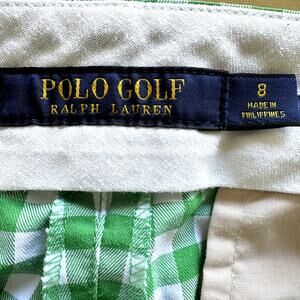 POLO GOLF
RALPH LAUREN
8
MADE IN
PHILIPPINES